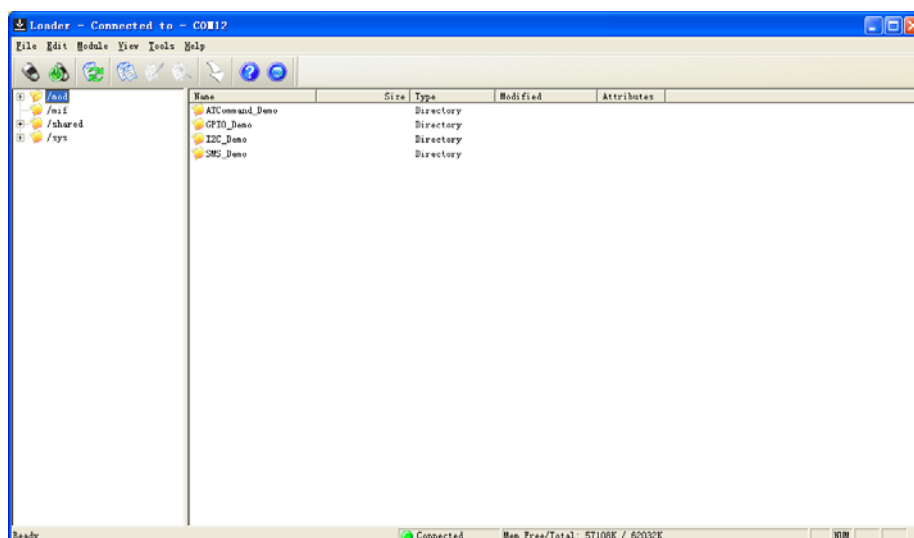 Loader - Connected to - COM12
File Edit Module View Tools Help
/mod
/mif
/shared
/sys
Name Size Type Modified Attributes
ATCommand_Demo Directory
GPIO_Demo Directory
I2C_Demo Directory
SMS_Demo Directory
Ready Connected Mem Free/Total: 57108K / 62032K NUM